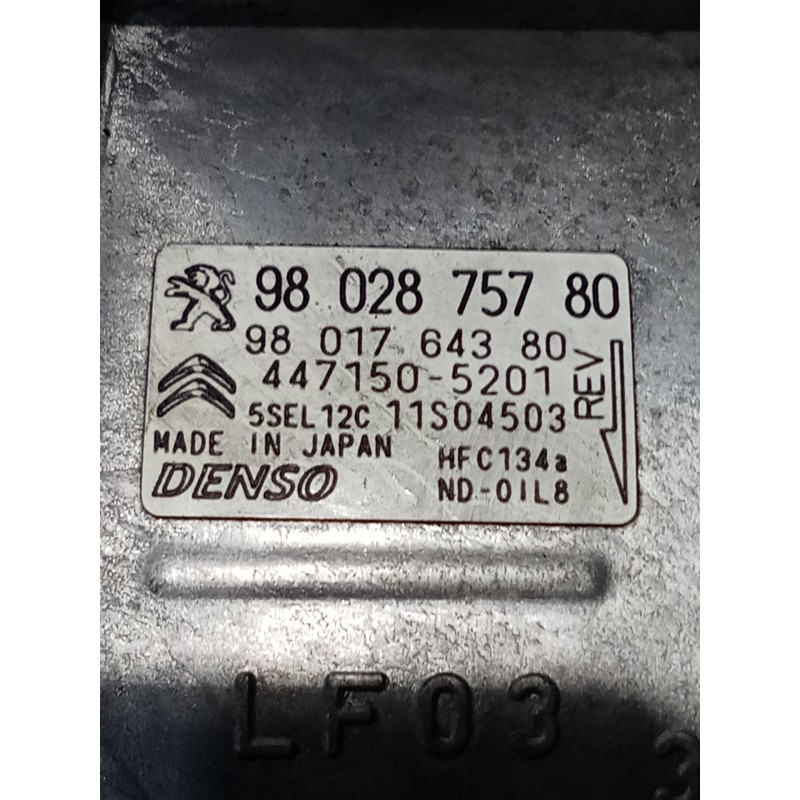 98 028 757 80
98 017 643 80
447150-5201
5SEL12C 11S04503
REV
MADE IN JAPAN HFC134a
DENSO ND-OIL8
LF03